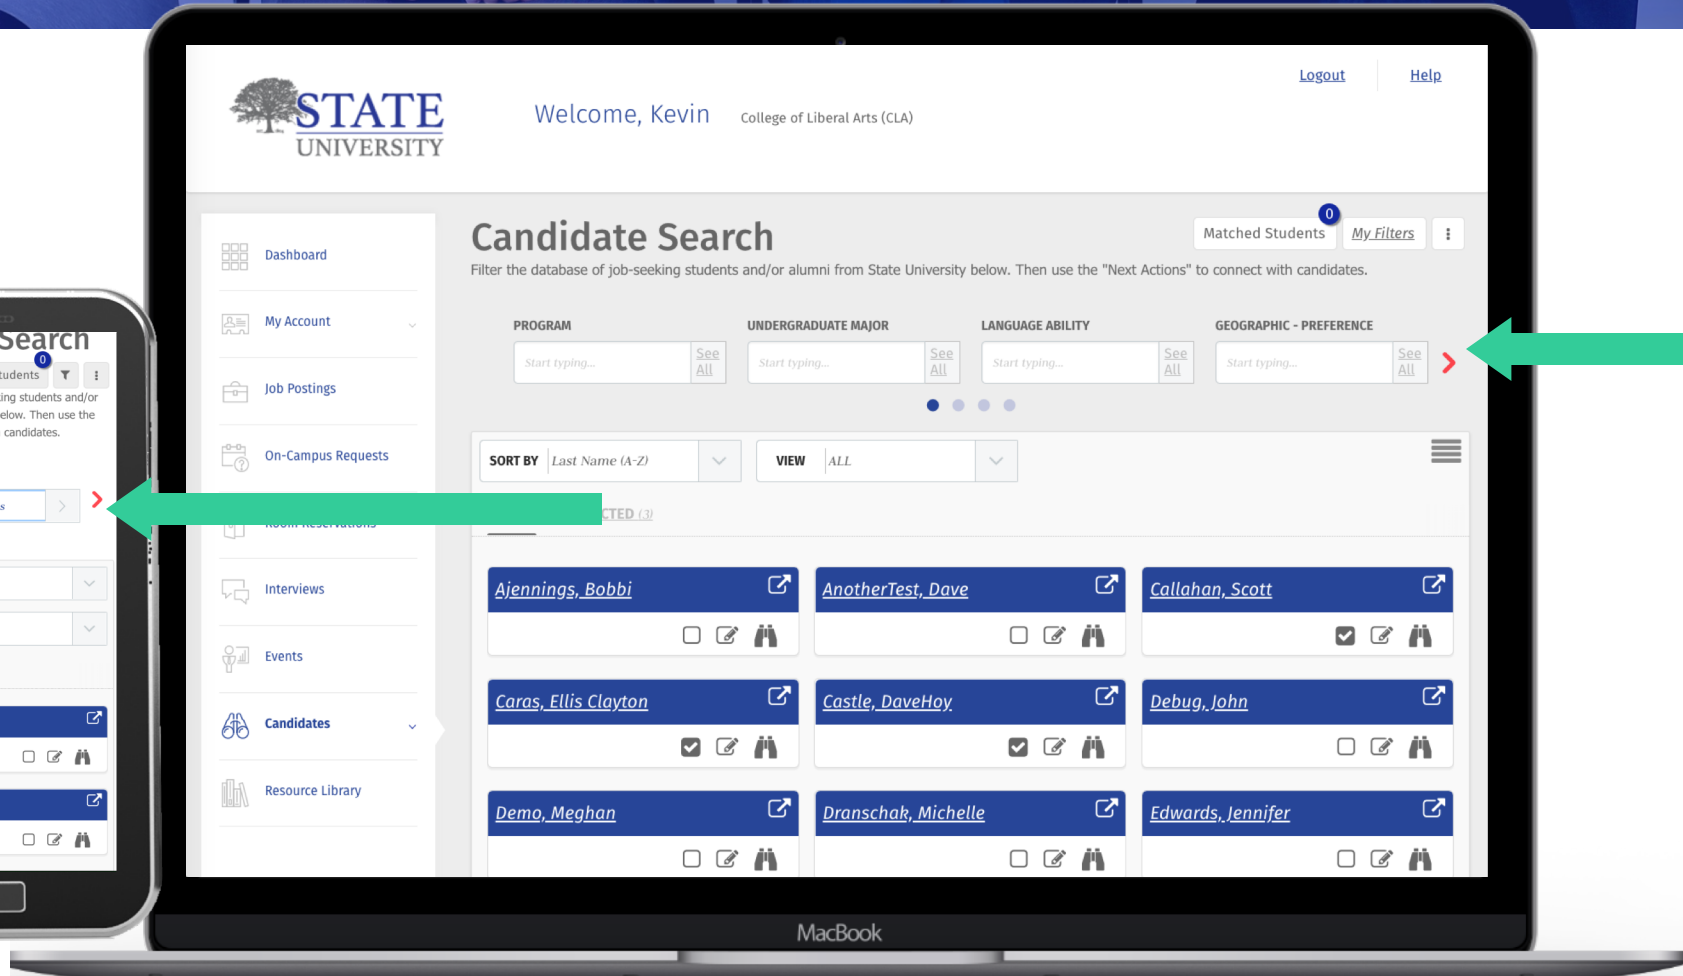 Logout
Help
STATE
UNIVERSITY
Welcome, Kevin
College of Liberal Arts (CLA)
Candidate Search
0
Matched Students
My Filters
Filter the database of job-seeking students and/or alumni from State University below. Then use the "Next Actions" to connect with candidates.
Dashboard
My Account
Job Postings
On-Campus Requests
Interviews
Events
Candidates
Resource Library
PROGRAM
UNDERGRADUATE MAJOR
LANGUAGE ABILITY
GEOGRAPHIC - PREFERENCE
Start typing...
See
All
Start typing...
See
All
Start typing...
See
All
Start typing...
See
All
SORT BY
Last Name (A-Z)
VIEW
ALL
(3)
Ajennings, Bobbi
AnotherTest, Dave
Callahan, Scott
Caras, Ellis Clayton
Castle, DaveHoy
Debug, John
Demo, Meghan
Dranschak, Michelle
Edwards, Jennifer
Search
0
students and/or
Then use the
candidates.
MacBook